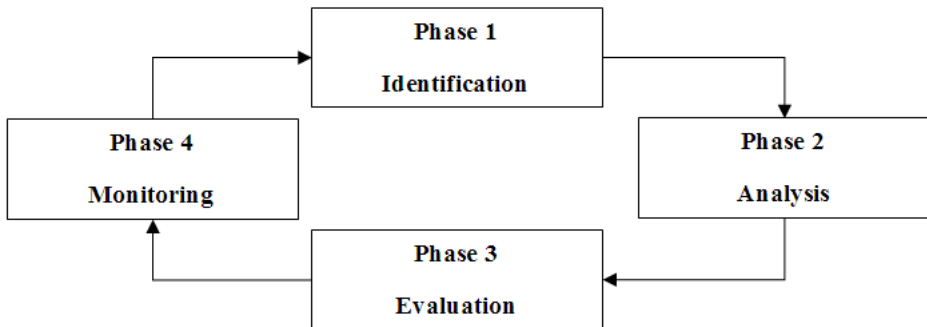 Phase 1
Identification
Phase 2
Analysis
Phase 3
Evaluation
Phase 4
Monitoring